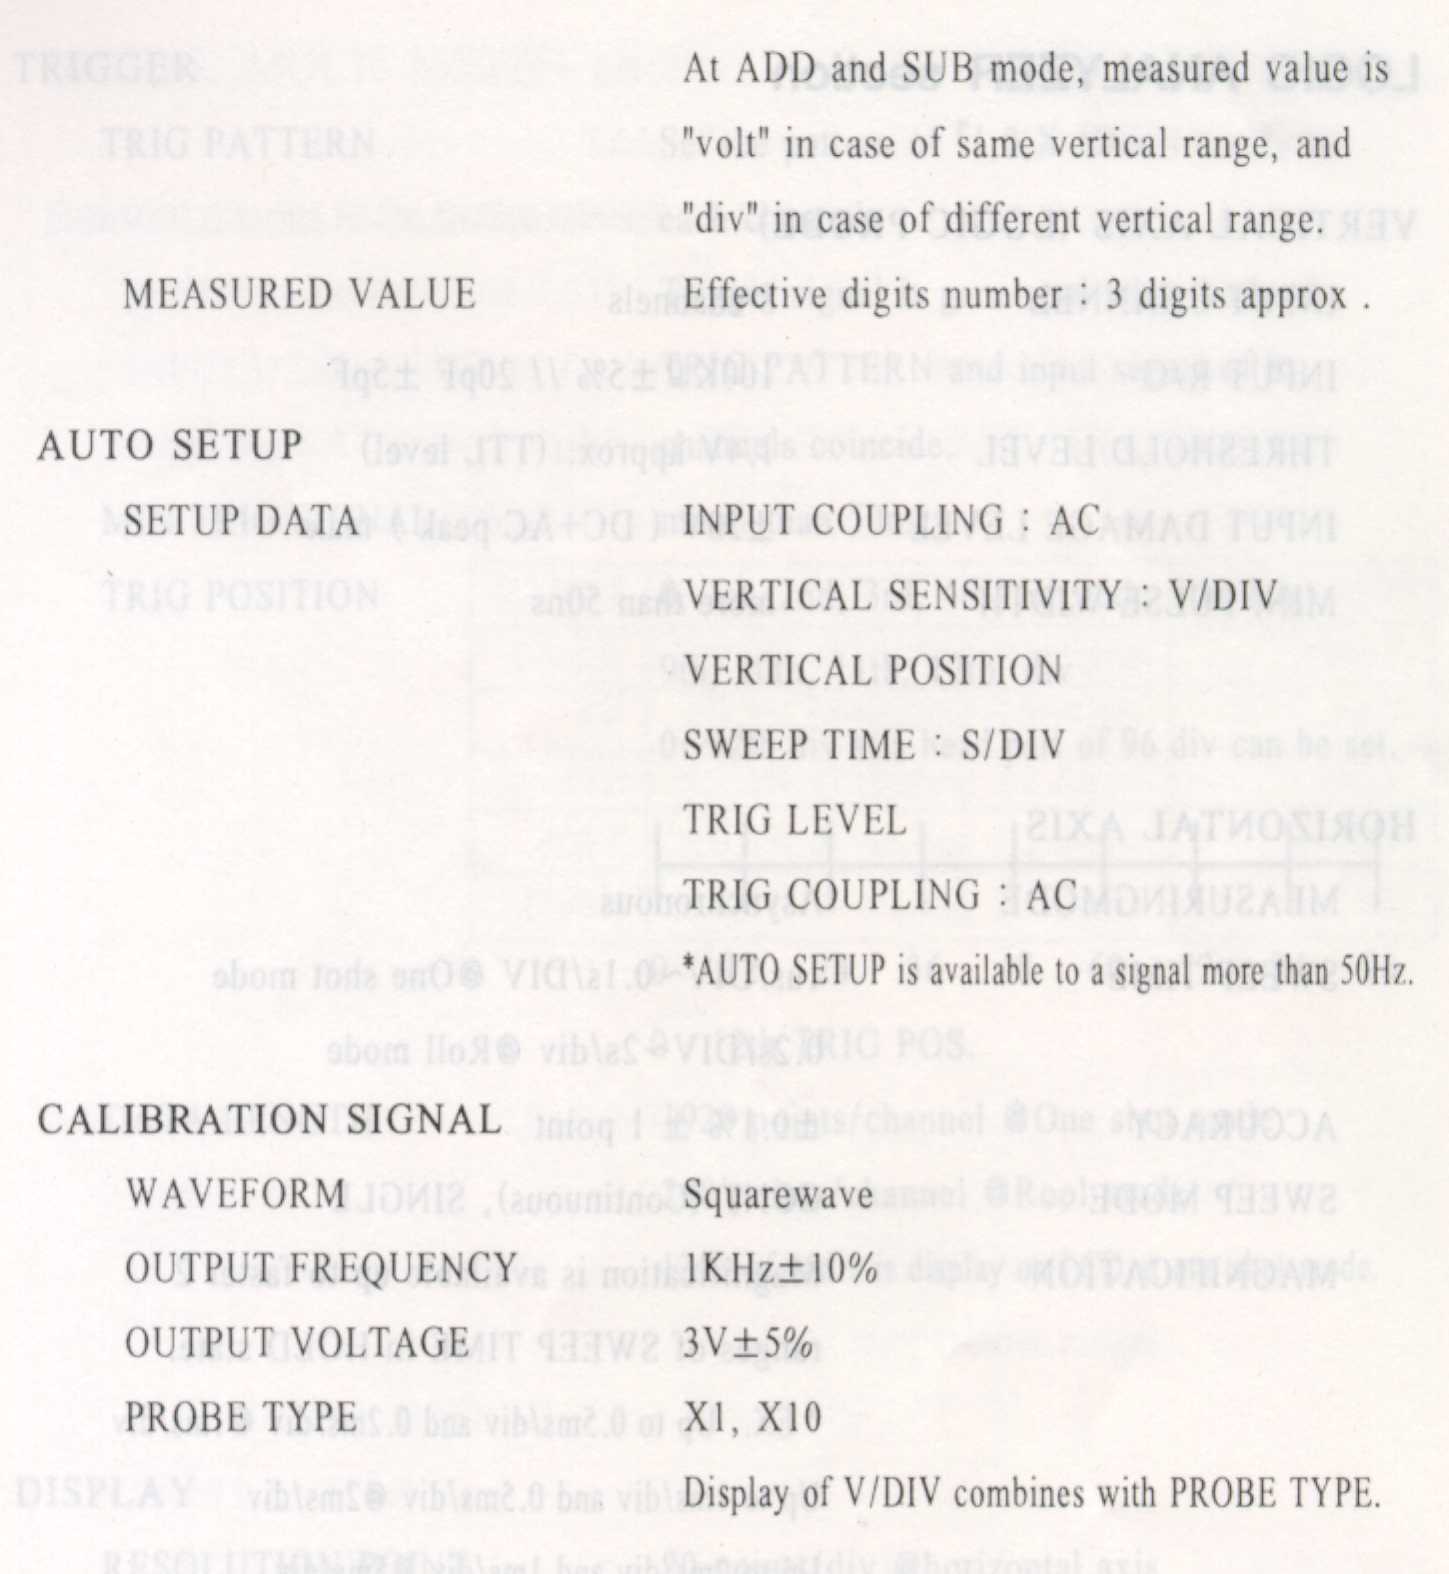 At ADD and SUB mode, measured value is
"volt" in case of same vertical range, and
"div" in case of different vertical range.
MEASURED VALUE Effective digits number : 3 digits approx .
AUTO SETUP
SETUP DATA INPUT COUPLING : AC
VERTICAL SENSITIVITY : V/DIV
VERTICAL POSITION
SWEEP TIME : S/DIV
TRIG LEVEL
TRIG COUPLING : AC
*AUTO SETUP is available to a signal more than 50Hz.
CALIBRATION SIGNAL
WAVEFORM Squarewave
OUTPUT FREQUENCY 1KHz±10%
OUTPUT VOLTAGE 3V±5%
PROBE TYPE X1, X10
Display of V/DIV combines with PROBE TYPE.